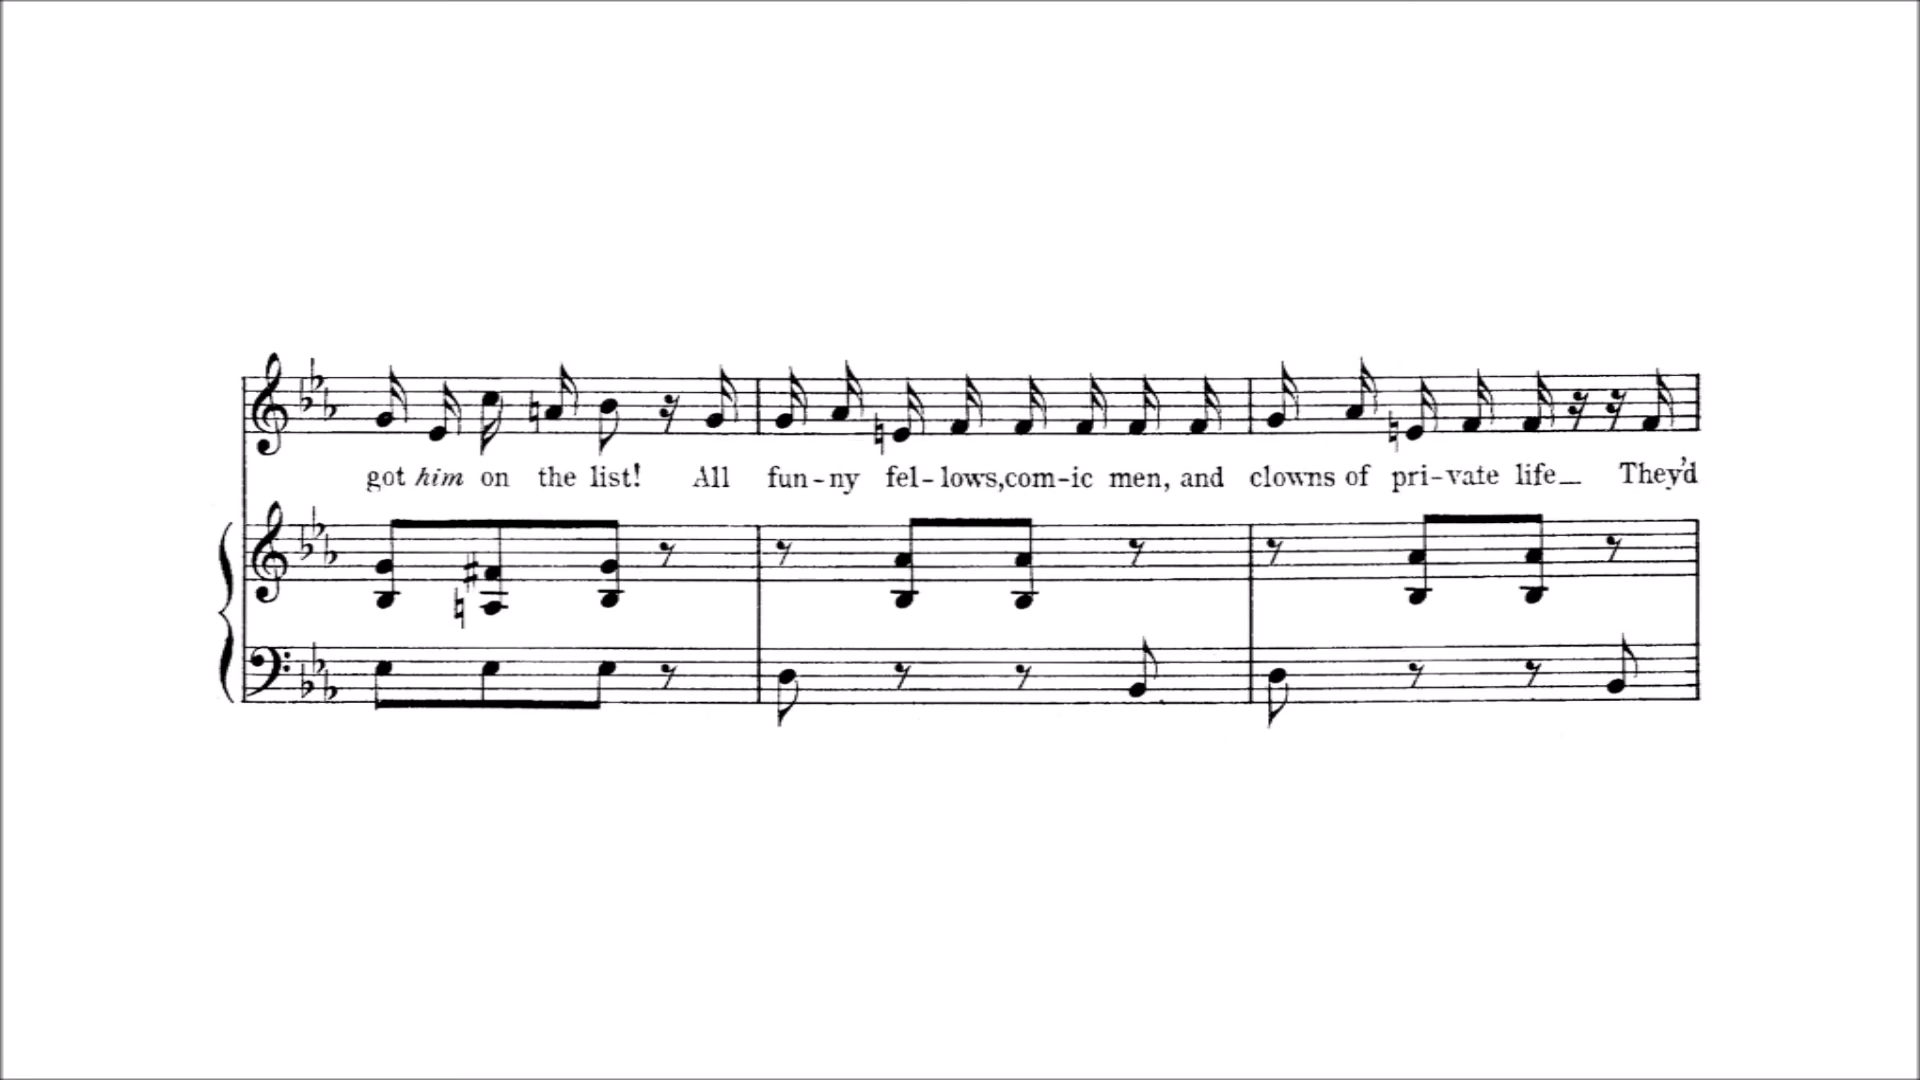 got him on the list! All fun-ny fel-lows,com-ic men, and clowns of pri-vate life_ They'd